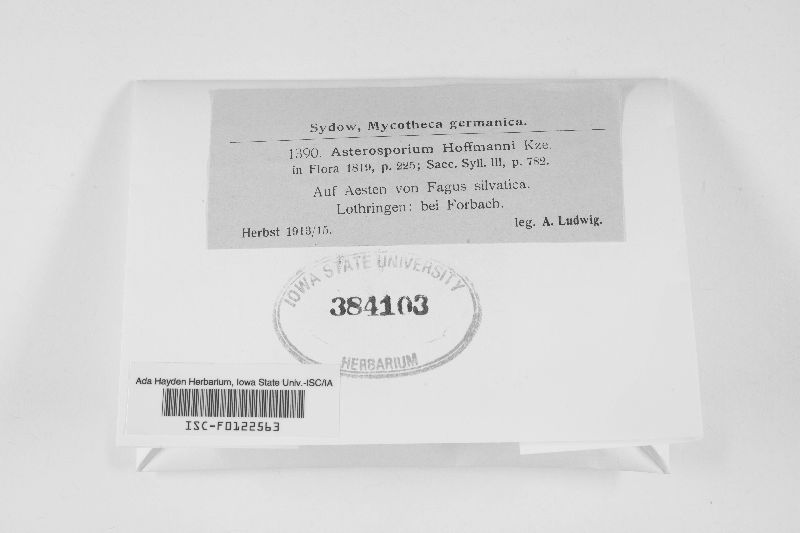 Sydow, Mycotheca germanica.
1390. Asterosporium Hoffmanni Kze.
in Flora 1819, p. 225; Sacc. Syll. III, p. 782.
Auf Aesten von Fagus silvatica.
Lothringen: bei Forbach.
Herbst 1913/15. leg. A. Ludwig.
IOWA STATE UNIVERSITY
384103
HERBARIUM
Ada Hayden Herbarium, Iowa State Univ.-ISC/IA
ISC-F0122563